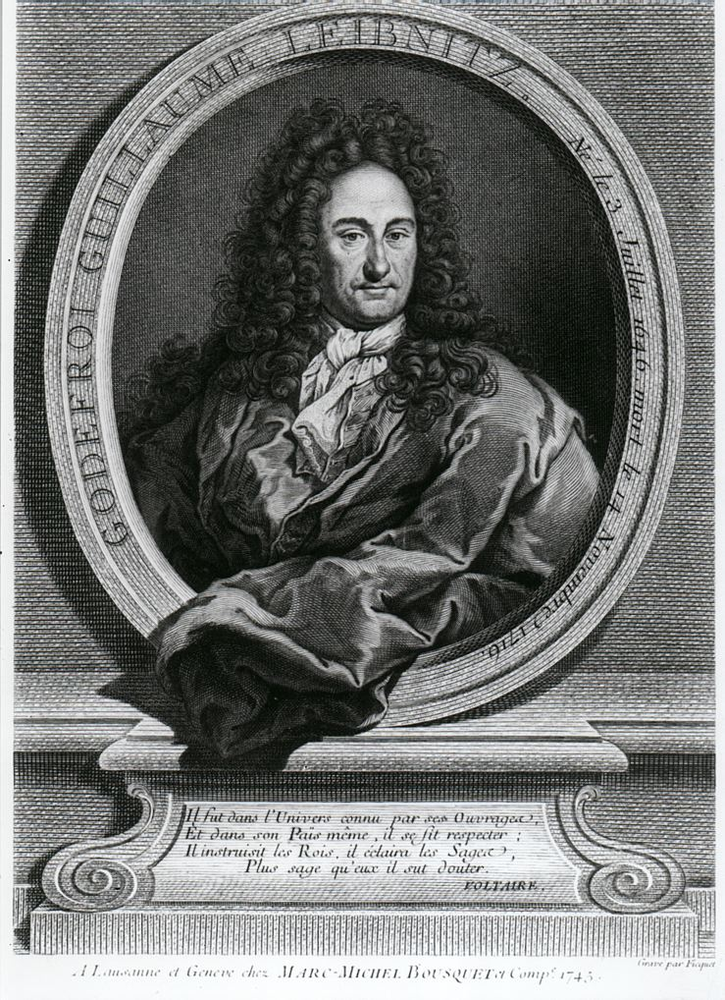 GODEFROI GUILLAUME LEIBNITZ.
Né le 3 Juillet 1646. mort le 14 Novembre 1716.
Il fut dans l'Univers connu par ses Ouvrages,
Et dans son Païs même, il se fit respecter ;
Il instruisit les Rois, il éclaira les Sages,
Plus sage qu'eux il sut douter.
VOLTAIRE.
Gravé par Ficquet
A Lausanne et Geneve chez MARC-MICHEL BOUSQUET et Compe. 1745.